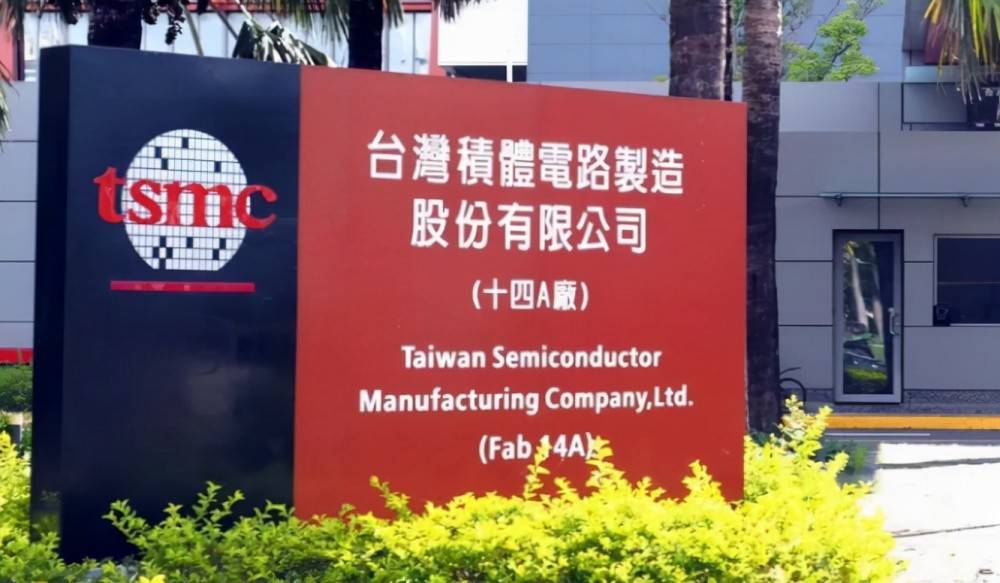 tsmc
台灣積體電路製造
股份有限公司
(十四A廠)
Taiwan Semiconductor
Manufacturing Company,Ltd.
(Fab 14A)